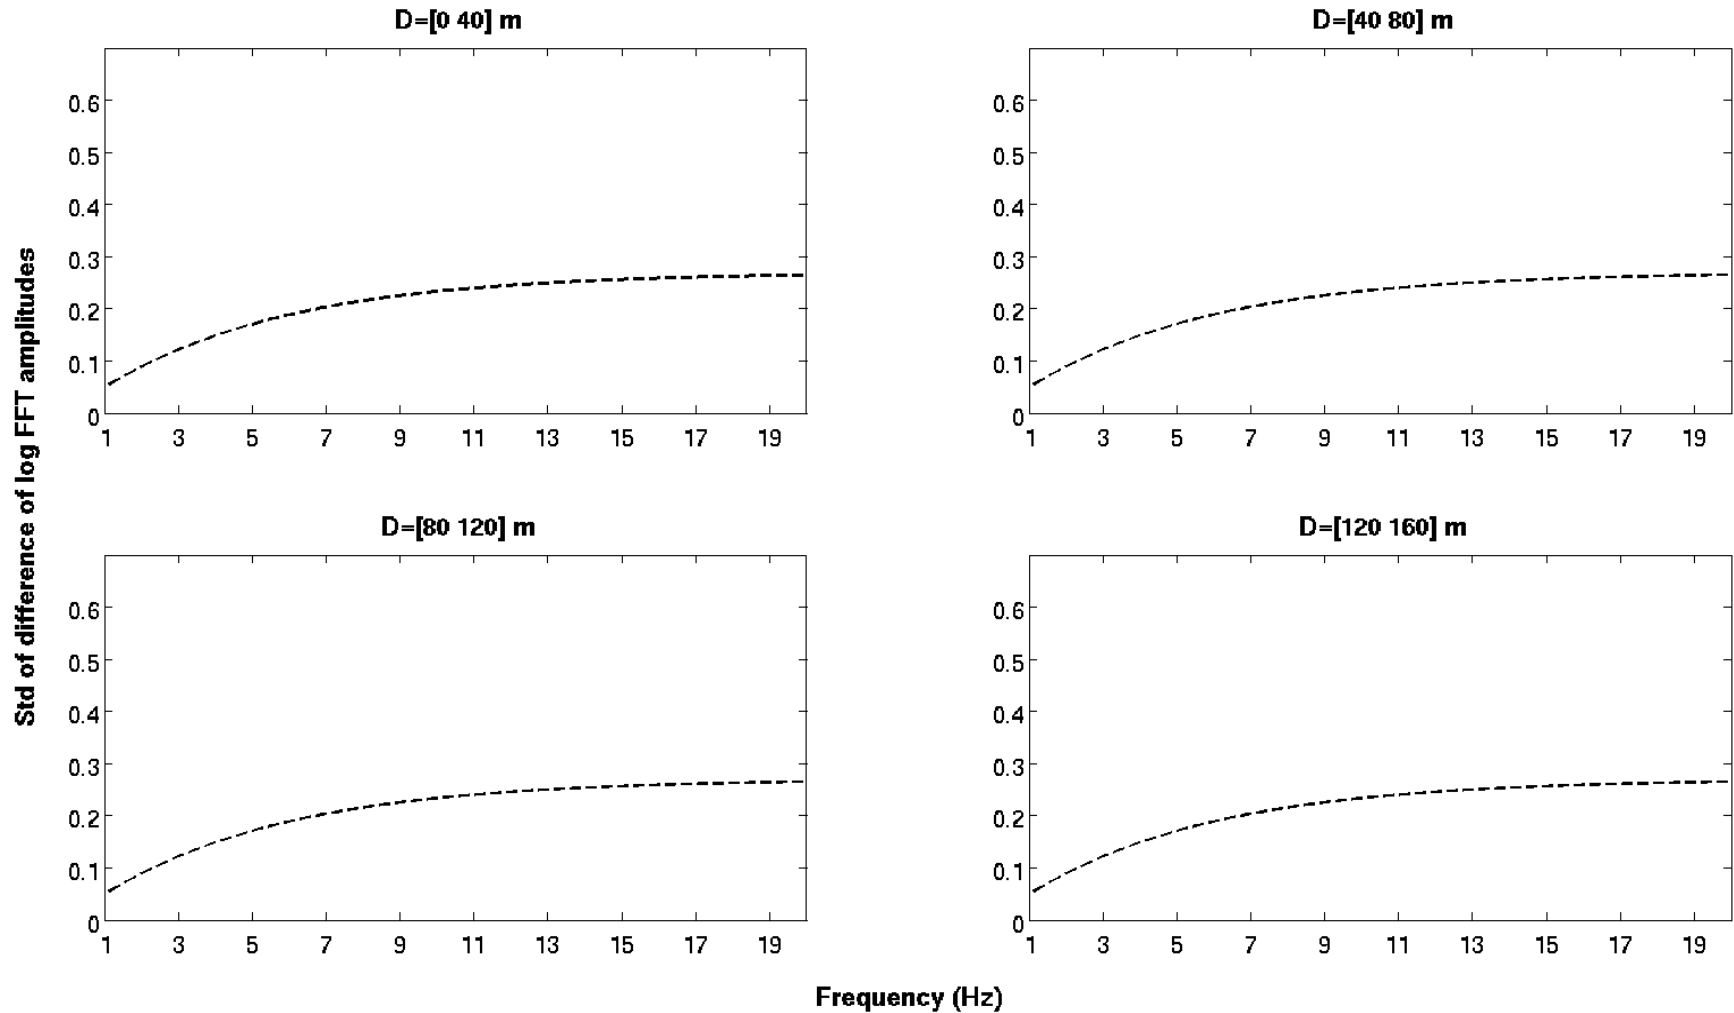 D=[0 40] m
D=[40 80] m
0.6
0.5
0.4
0.3
0.2
0.1
0
1 3 5 7 9 11 13 15 17 19
0.6
0.5
0.4
0.3
0.2
0.1
0
1 3 5 7 9 11 13 15 17 19
Std of difference of log FFT amplitudes
D=[80 120] m
D=[120 160] m
0.6
0.5
0.4
0.3
0.2
0.1
0
1 3 5 7 9 11 13 15 17 19
0.6
0.5
0.4
0.3
0.2
0.1
0
1 3 5 7 9 11 13 15 17 19
Frequency (Hz)